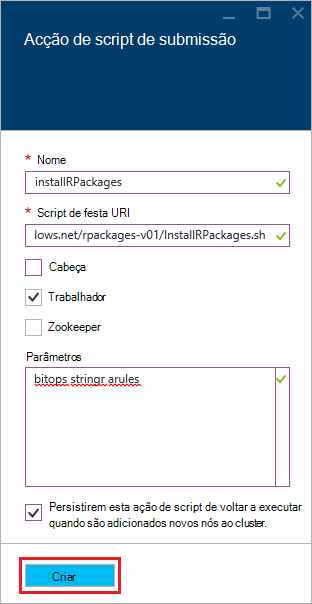 Acção de script de submissão
* Nome
installRPackages
* Script de festa URI
lows.net/rpackages-v01/InstallRPackages.sh
Cabeça
Trabalhador
Zookeeper
Parâmetros
bitops stringr arules
Persistirem esta ação de script de voltar a executar
quando são adicionados novos nós ao cluster.
Criar